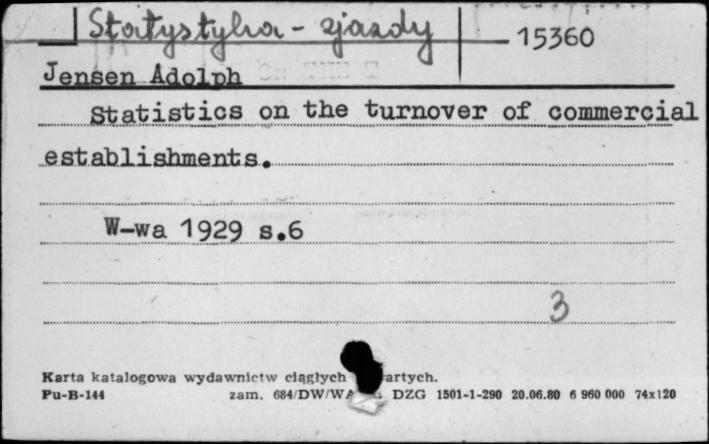 Statystyka - zjazdy 15360
Jensen Adolph
Statistics on the turnover of commercial
establishments.
W-wa 1929 s.6
3
Karta katalogowa wydawnictw ciągłych artych.
Pu-B-144 zam. 684/DW/WA DZG 1501-1-290 20.06.80 6 960 000 74x120